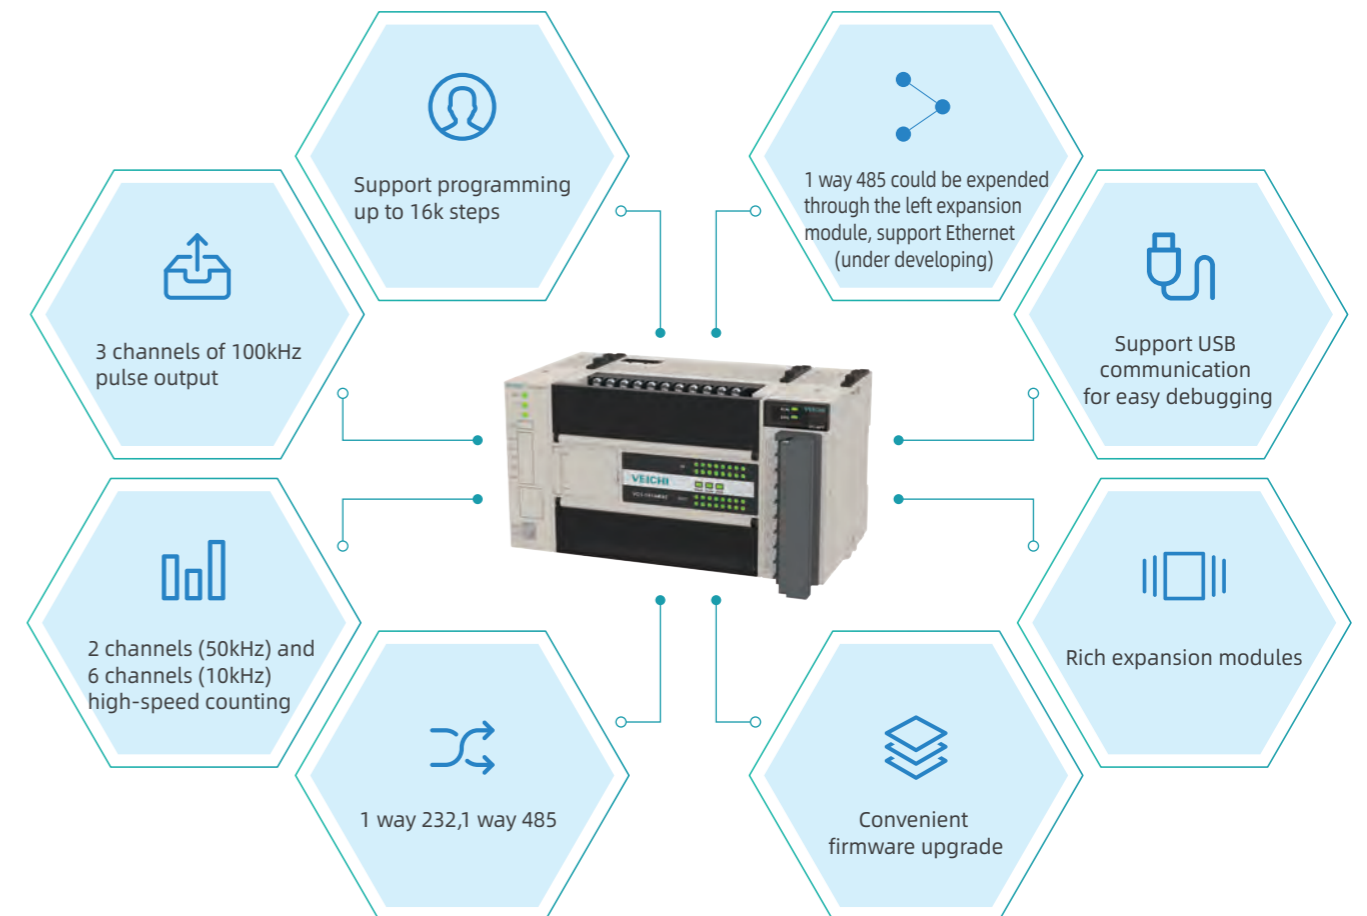 Support programming
up to 16k steps
1 way 485 could be expended
through the left expansion
module, support Ethernet
(under developing)
3 channels of 100kHz
pulse output
Support USB
communication
for easy debugging
VEICHI
VEICHI
2 channels (50kHz) and
6 channels (10kHz)
high-speed counting
Rich expansion modules
1 way 232,1 way 485
Convenient
firmware upgrade